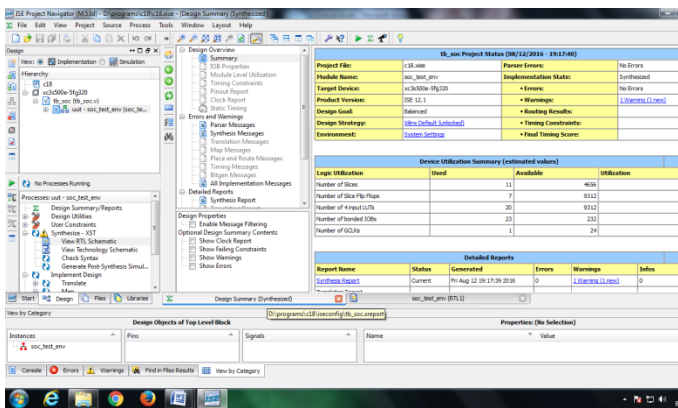 ISE Project Navigator (M.53d) - D:\programs\c18\c18.xise - [Design Summary (Synthesized)]
File Edit View Project Source Process Tools Window Layout Help
Design
View: Implementation Simulation
Hierarchy
c18
xc3s500e-5fg320
tb_soc (tb_soc.v)
uut - soc_test_env (soc_te...
No Processes Running
Processes: uut - soc_test_env
Design Summary/Reports
Design Utilities
User Constraints
Synthesize - XST
View RTL Schematic
View Technology Schematic
Check Syntax
Generate Post-Synthesis Simul...
Implement Design
Translate
Map
Start Design Files Libraries
Design Overview
Summary
IOB Properties
Module Level Utilization
Timing Constraints
Pinout Report
Clock Report
Static Timing
Errors and Warnings
Parser Messages
Synthesis Messages
Translation Messages
Map Messages
Place and Route Messages
Timing Messages
Bitgen Messages
All Implementation Messages
Detailed Reports
Synthesis Report
Translation Report
Design Properties
Enable Message Filtering
Optional Design Summary Contents
Show Clock Report
Show Failing Constraints
Show Warnings
Show Errors
tb_soc Project Status (08/12/2016 - 19:17:40)
Project File: c18.xise Parser Errors: No Errors
Module Name: soc_test_env Implementation State: Synthesized
Target Device: xc3s500e-5fg320 • Errors: No Errors
Product Version: ISE 12.1 • Warnings: 1 Warning (1 new)
Design Goal: Balanced • Routing Results:
Design Strategy: Xilinx Default (unlocked) • Timing Constraints:
Environment: System Settings • Final Timing Score:
Device Utilization Summary (estimated values)
Logic Utilization Used Available Utilization
Number of Slices 11 4656
Number of Slice Flip Flops 7 9312
Number of 4 input LUTs 20 9312
Number of bonded IOBs 23 232
Number of GCLKs 1 24
Detailed Reports
Report Name Status Generated Errors Warnings Infos
Synthesis Report Current Fri Aug 12 19:17:39 2016 0 1 Warning (1 new) 0
Translation Report
Design Summary (Synthesized) soc_test_env (RTL1)
View by Category
D:\programs\c18\iseconfig\tb_soc.xreport
Design Objects of Top Level Block Properties: (No Selection)
Instances Pins Signals Name Value
soc_test_env
Console Errors Warnings Find in Files Results View by Category